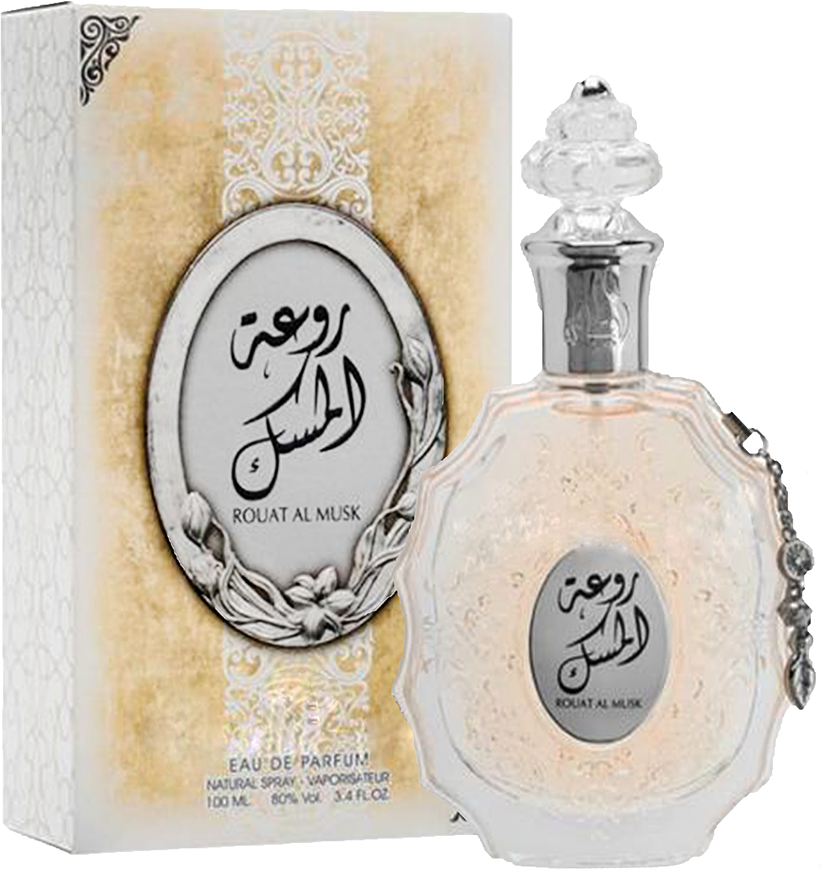 روعة
المسك
ROUAT AL MUSK
EAU DE PARFUM
NATURAL SPRAY - VAPORISATEUR
100 ML 80% Vol. 3.4 FL.OZ.
روعة
المسك
ROUAT AL MUSK